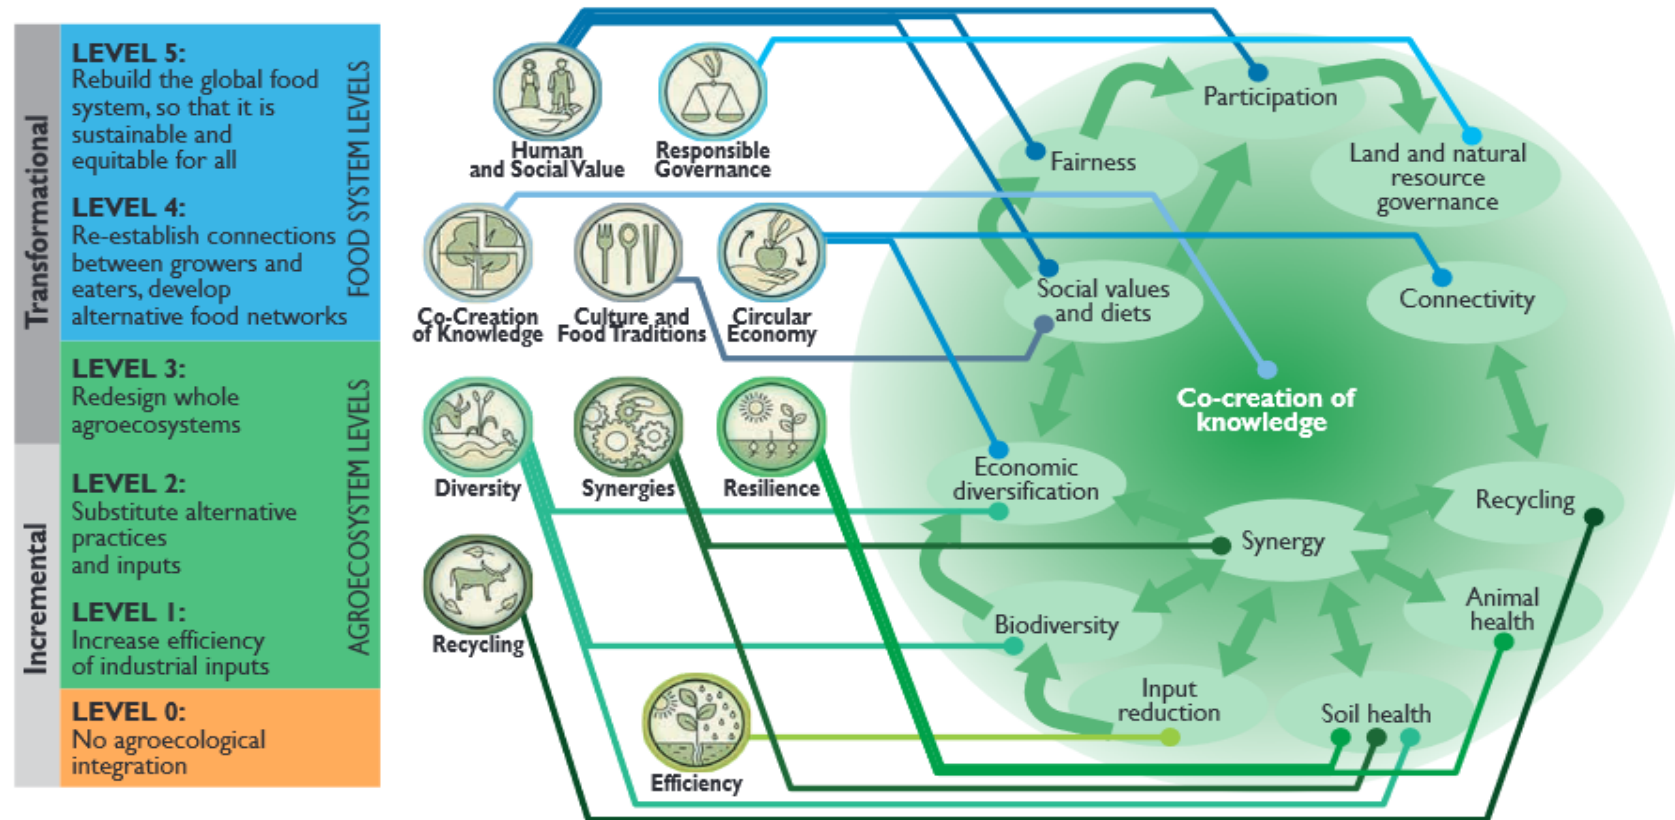 Transformational
Incremental
LEVEL 5:
Rebuild the global food
system, so that it is
sustainable and
equitable for all
LEVEL 4:
Re-establish connections
between growers and
eaters, develop
alternative food networks
FOOD SYSTEM LEVELS
LEVEL 3:
Redesign whole
agroecosystems
LEVEL 2:
Substitute alternative
practices
and inputs
LEVEL 1:
Increase efficiency
of industrial inputs
AGROECOSYSTEM LEVELS
LEVEL 0:
No agroecological
integration
Human
and Social Value
Responsible
Governance
Co-Creation
of Knowledge
Culture and
Food Traditions
Circular
Economy
Diversity
Synergies
Resilience
Recycling
Efficiency
Participation
Fairness
Land and natural
resource
governance
Social values
and diets
Connectivity
Co-creation of
knowledge
Economic
diversification
Recycling
Synergy
Biodiversity
Animal
health
Input
reduction
Soil health